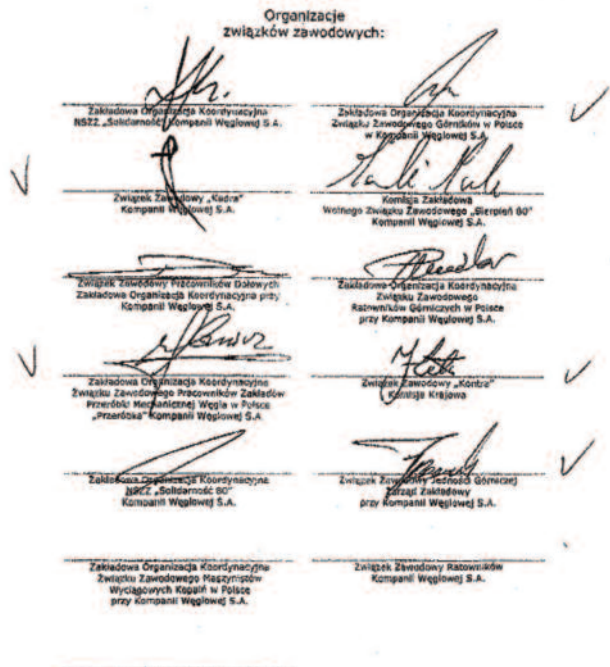 Organizacje
związków zawodowych:
Zakładowa Organizacja Koordynacyjna
NSZZ „Solidarność" Kompanii Węglowej S.A.
Zakładowa Organizacja Koordynacyjna
Związku Zawodowego Górników w Polsce
w Kompanii Węglowej S.A.
Związek Zawodowy „Kadra"
Kompanii Węglowej S.A.
Komisja Zakładowa
Wolnego Związku Zawodowego „Sierpień 80"
Kompanii Węglowej S.A.
Związek Zawodowy Pracowników Dołowych
Zakładowa Organizacja Koordynacyjna przy
Kompanii Węglowej S.A.
Zakładowa Organizacja Koordynacyjna
Związku Zawodowego
Ratowników Górniczych w Polsce
przy Kompanii Węglowej S.A.
Zakładowa Organizacja Koordynacyjna
Związku Zawodowego Pracowników Zakładów
Przeróbki Mechanicznej Węgla w Polsce
„Przeróbka" Kompanii Węglowej S.A.
Związek Zawodowy „Kontra"
Komisja Krajowa
Zakładowa Organizacja Koordynacyjna
NSZZ „Solidarność 80"
Kompanii Węglowej S.A.
Związek Zawodowy Jedności Górniczej
Zarząd Zakładowy
przy Kompanii Węglowej S.A.
Zakładowa Organizacja Koordynacyjna
Związku Zawodowego Maszynistów
Wyciągowych Kopalń w Polsce
przy Kompanii Węglowej S.A.
Związek Zawodowy Ratowników
Kompanii Węglowej S.A.